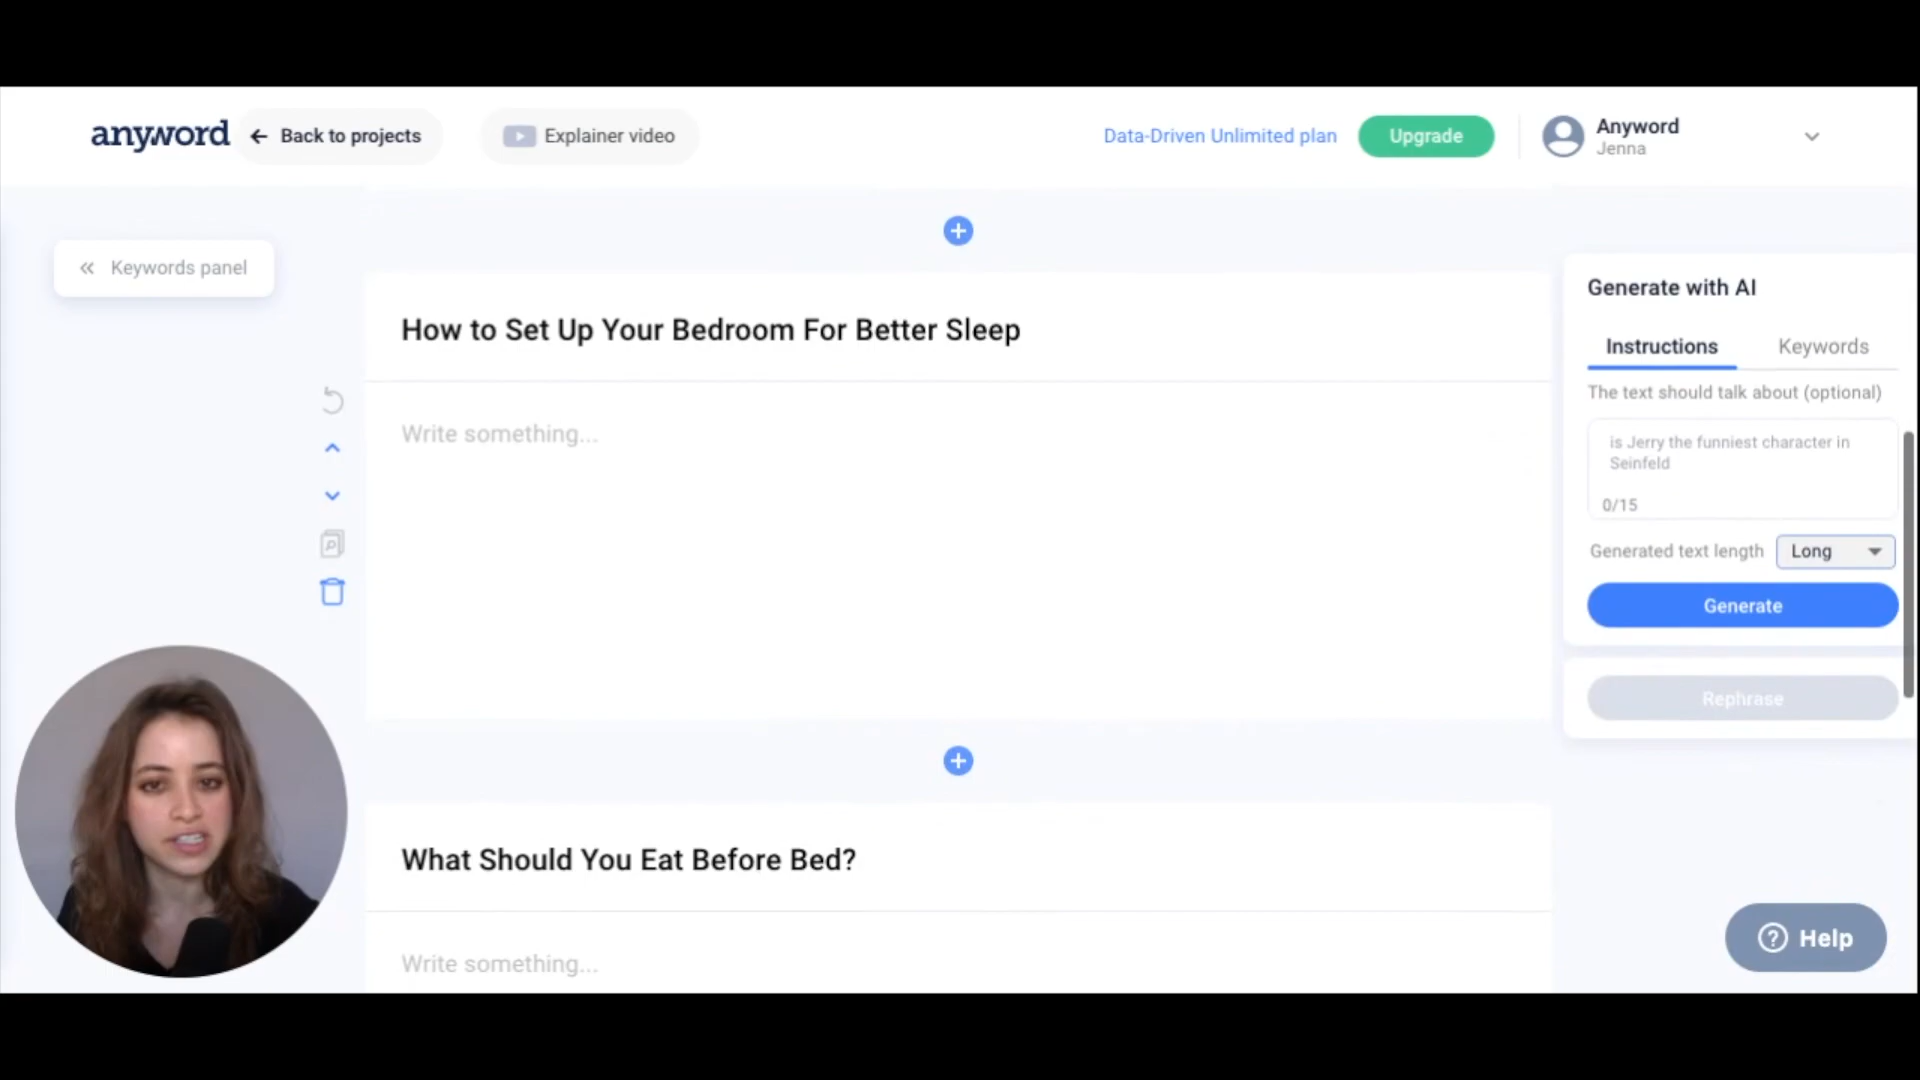 anyword
Back to projects
Explainer video
Data-Driven Unlimited plan
Upgrade
Anyword
Jenna
Keywords panel
How to Set Up Your Bedroom For Better Sleep
Write something...
Generate with AI
Instructions
Keywords
The text should talk about (optional)
is Jerry the funniest character in
Seinfeld
0/15
Generated text length
Long
Generate
Rephrase
What Should You Eat Before Bed?
Write something...
? Help